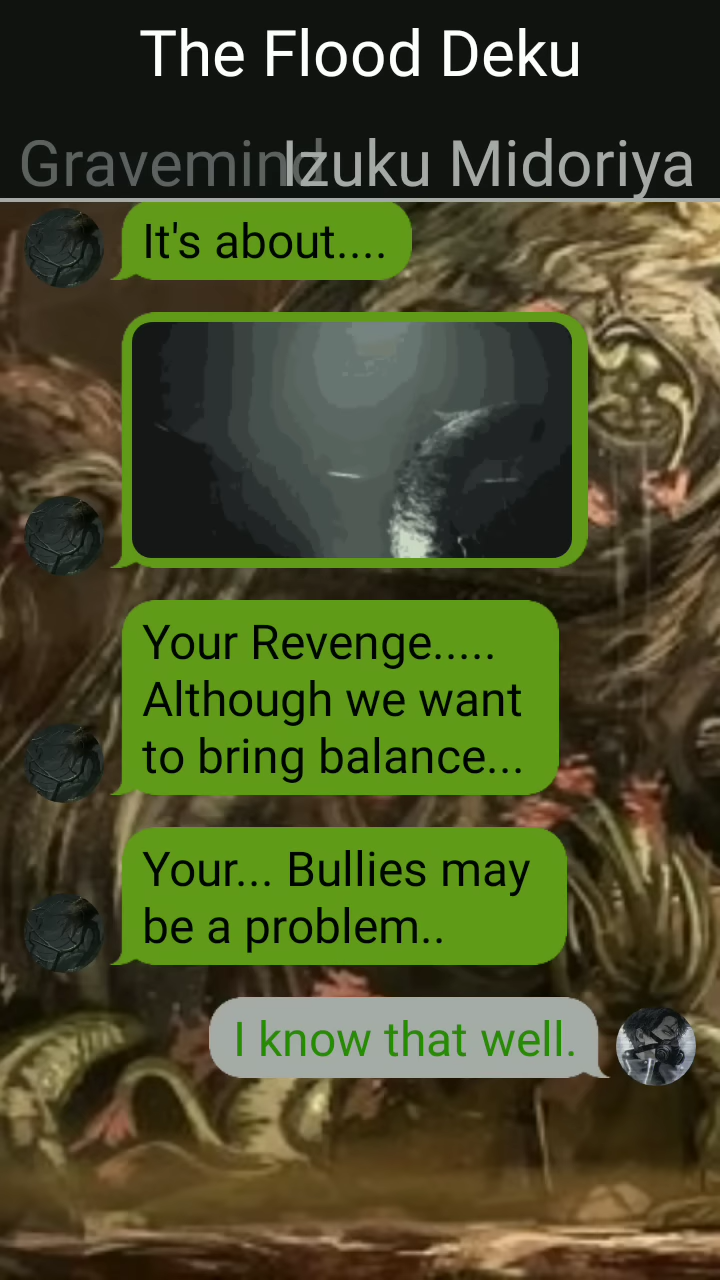 The Flood Deku
Gravemind Izuku Midoriya
It's about....
Your Revenge.....
Although we want
to bring balance...
Your... Bullies may
be a problem..
I know that well.